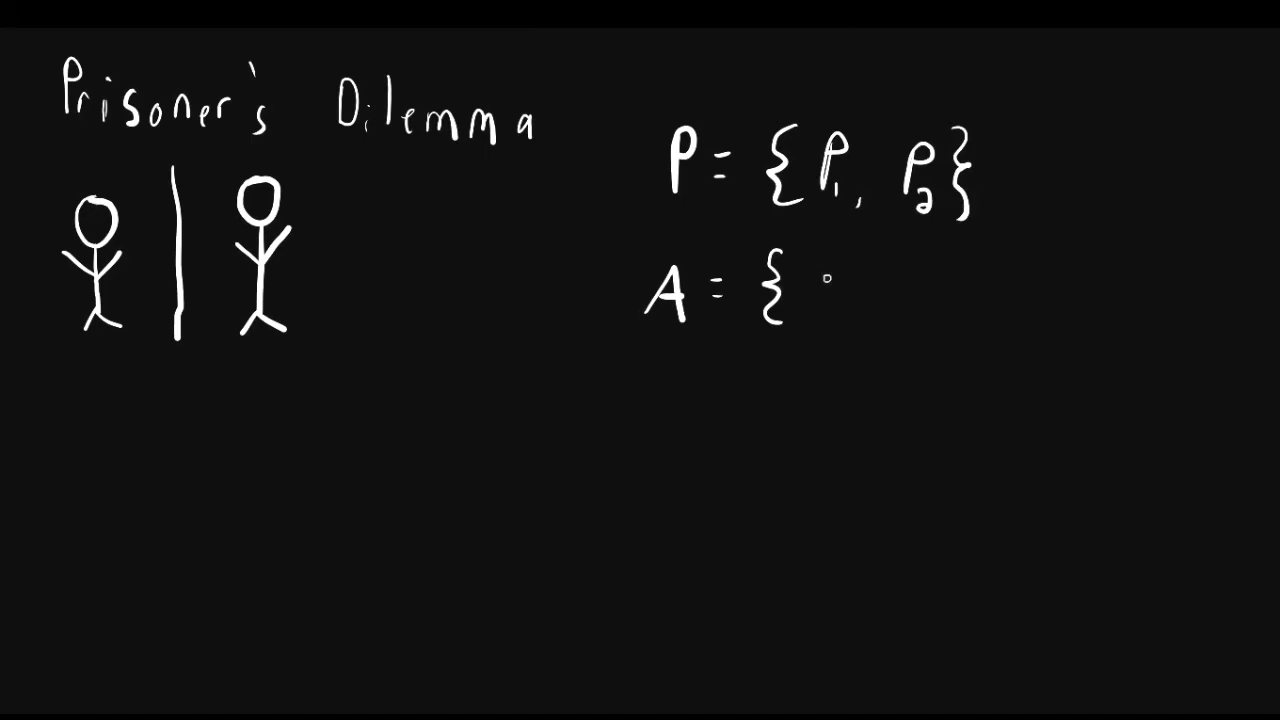 Prisoner's Dilemma
P = { P₁, P₂ }
A = {